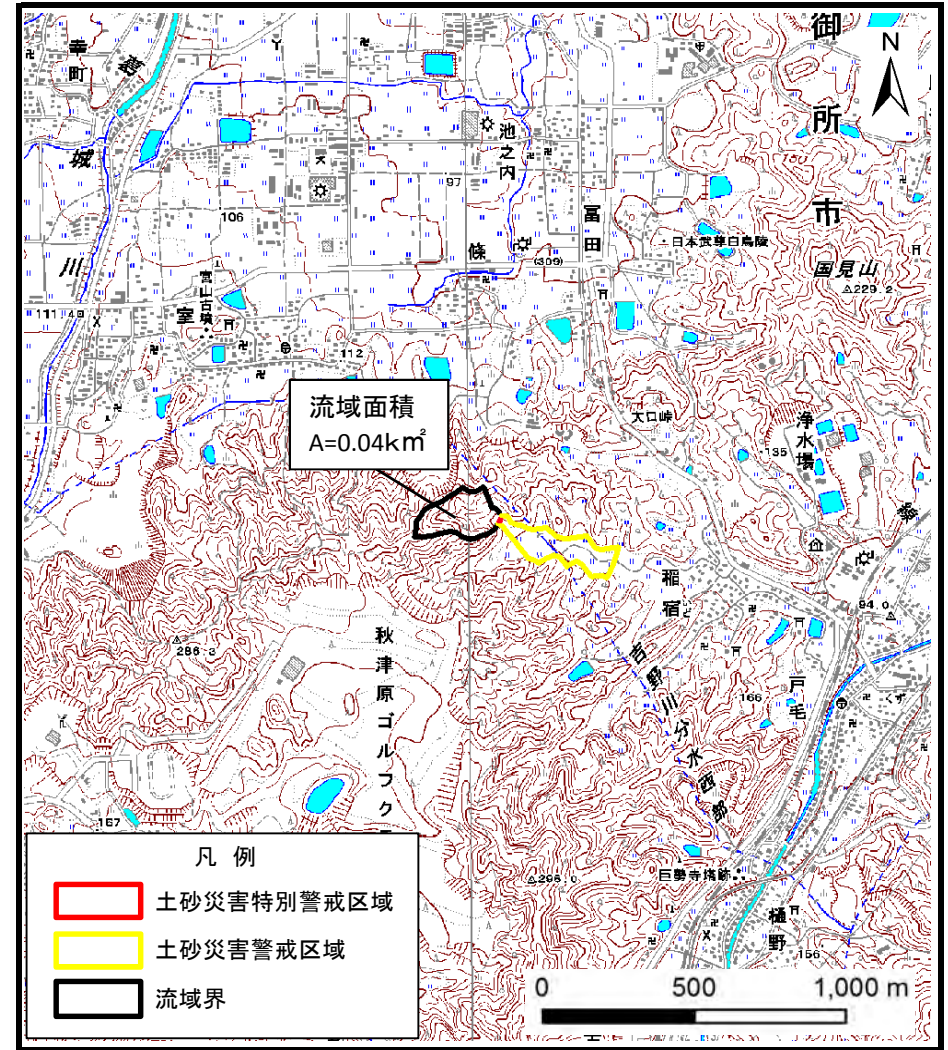 御所市
N
幸町
葛城川
池之内
97
106
冨田
日本武尊白鳥陵
條
(309)
国見山
229.2
宮山古墳
室
111
112
流域面積
A=0.04k㎡
浄水場
135
線
稲宿
94.0
286.3
秋津原ゴルフク
吉野川分水西部
166
戸毛
くず
167
凡 例
土砂災害特別警戒区域
土砂災害警戒区域
流域界
296.0
巨勢寺塔跡
樋野
156
0 500 1,000 m